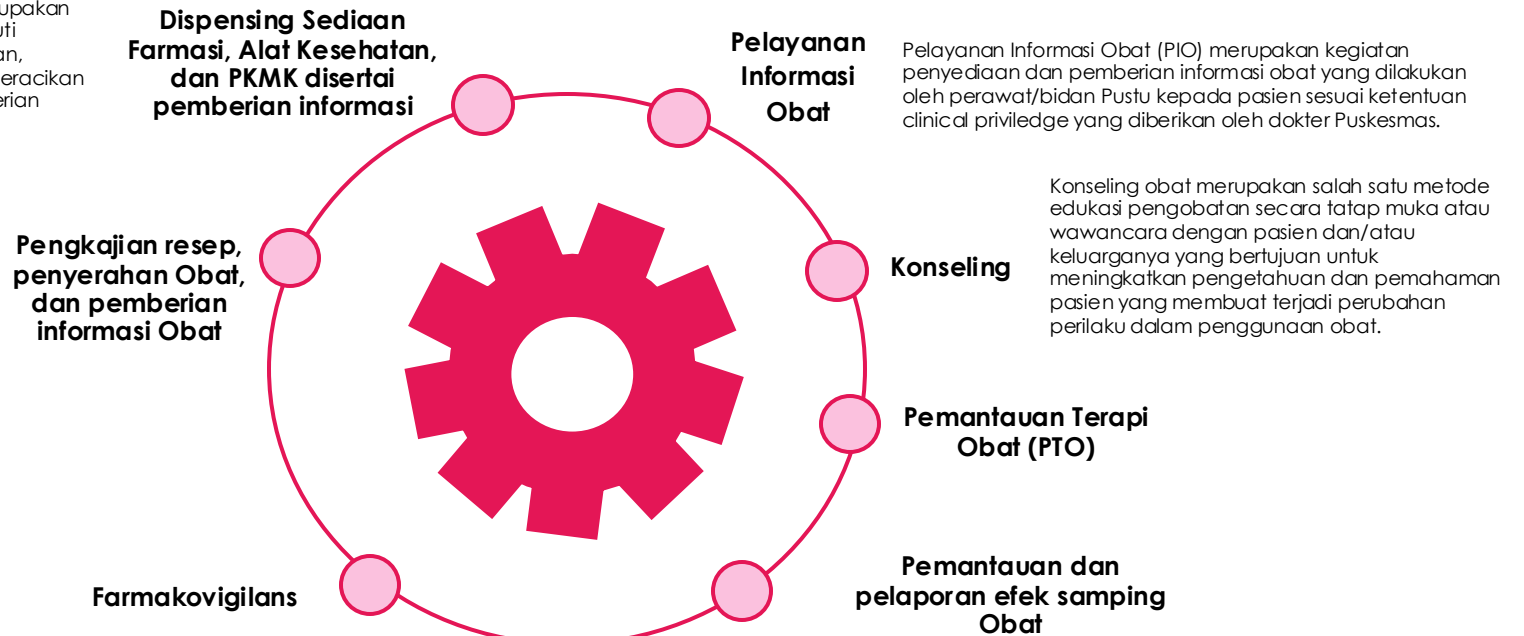 Dispensing Sediaan
Farmasi, Alat Kesehatan,
dan PKMK disertai
pemberian informasi
Pelayanan
Informasi
Obat
Pelayanan Informasi Obat (PIO) merupakan kegiatan
penyediaan dan pemberian informasi obat yang dilakukan
oleh perawat/bidan Pustu kepada pasien sesuai ketentuan
clinical priviledge yang diberikan oleh dokter Puskesmas.
Konseling
Konseling obat merupakan salah satu metode
edukasi pengobatan secara tatap muka atau
wawancara dengan pasien dan/atau
keluarganya yang bertujuan untuk
meningkatkan pengetahuan dan pemahaman
pasien yang membuat terjadi perubahan
perilaku dalam penggunaan obat.
Pengkajian resep,
penyerahan Obat,
dan pemberian
informasi Obat
Pemantauan Terapi
Obat (PTO)
Farmakovigilans
Pemantauan dan
pelaporan efek samping
Obat